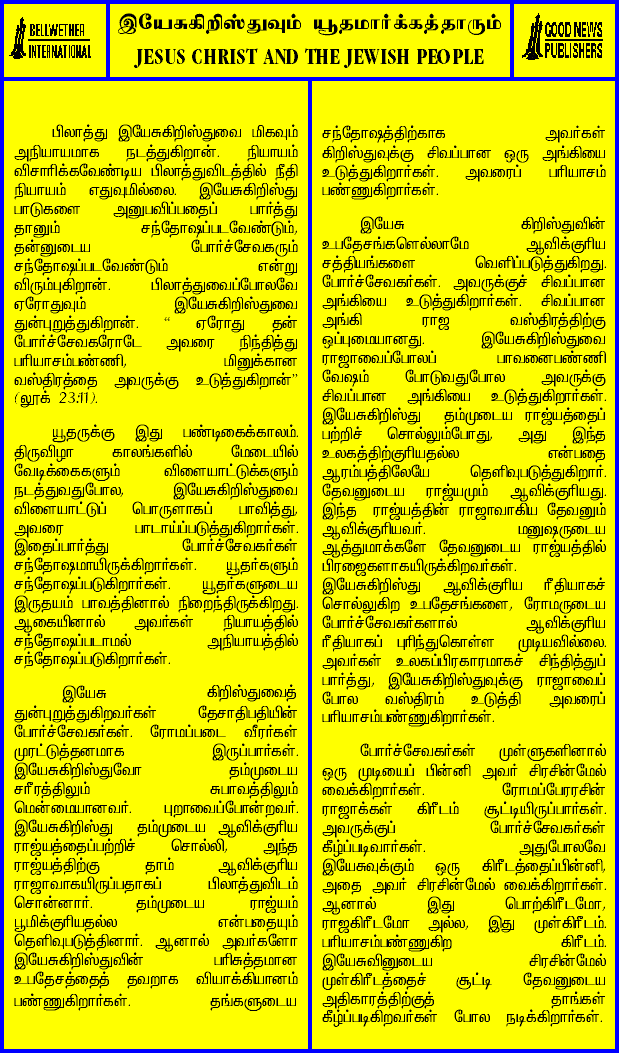 BELLWETHER
INTERNATIONAL
இயேசுகிறிஸ்துவும் யூதமார்க்கத்தாரும்
JESUS CHRIST AND THE JEWISH PEOPLE
GOOD NEWS
PUBLISHERS
பிலாத்து இயேசுகிறிஸ்துவை மிகவும்
அநியாயமாக நடத்துகிறான். நியாயம்
விசாரிக்கவேண்டிய பிலாத்துவிடத்தில் நீதி
நியாயம் எதுவுமில்லை. இயேசுகிறிஸ்து
பாடுகளை அனுபவிப்பதைப் பார்த்து
தானும் சந்தோஷப்படவேண்டும்,
தன்னுடைய போர்ச்சேவகரும்
சந்தோஷப்படவேண்டும் என்று
விரும்புகிறான். பிலாத்துவைப்போலவே
ஏரோதுவும் இயேசுகிறிஸ்துவை
துன்புறுத்துகிறான். “ ஏரோது தன்
போர்ச்சேவகரோடே அவரை நிந்தித்து
பரியாசம்பண்ணி, மினுக்கான
வஸ்திரத்தை அவருக்கு உடுத்துகிறான்”
(லூக் 23:11).
யூதருக்கு இது பண்டிகைக்காலம்.
திருவிழா காலங்களில் மேடையில்
வேடிக்கைகளும் விளையாட்டுக்களும்
நடத்துவதுபோல, இயேசுகிறிஸ்துவை
விளையாட்டுப் பொருளாகப் பாவித்து,
அவரை பாடாய்ப்படுத்துகிறார்கள்.
இதைப்பார்த்து போர்ச்சேவகர்கள்
சந்தோஷமாயிருக்கிறார்கள். யூதர்களும்
சந்தோஷப்படுகிறார்கள். யூதர்களுடைய
இருதயம் பாவத்தினால் நிறைந்திருக்கிறது.
ஆகையினால் அவர்கள் நியாயத்தில்
சந்தோஷப்படாமல் அநியாயத்தில்
சந்தோஷப்படுகிறார்கள்.
இயேசு கிறிஸ்துவைத்
துன்புறுத்துகிறவர்கள் தேசாதிபதியின்
போர்ச்சேவகர்கள். ரோமப்படை வீரர்கள்
முரட்டுத்தனமாக இருப்பார்கள்.
இயேசுகிறிஸ்துவோ தம்முடைய
சரீரத்திலும் சுபாவத்திலும்
மென்மையானவர். புறாவைப்போன்றவர்.
இயேசுகிறிஸ்து தம்முடைய ஆவிக்குரிய
ராஜ்யத்தைப்பற்றிச் சொல்லி, அந்த
ராஜ்யத்திற்கு தாம் ஆவிக்குரிய
ராஜாவாகயிருப்பதாகப் பிலாத்துவிடம்
சொன்னார். தம்முடைய ராஜ்யம்
பூமிக்குரியதல்ல என்பதையும்
தெளிவுபடுத்தினார். ஆனால் அவர்களோ
இயேசுகிறிஸ்துவின் பரிசுத்தமான
உபதேசத்தைத் தவறாக வியாக்கியானம்
பண்ணுகிறார்கள். தங்களுடைய
சந்தோஷத்திற்காக அவர்கள்
கிறிஸ்துவுக்கு சிவப்பான ஒரு அங்கியை
உடுத்துகிறார்கள். அவரைப் பரியாசம்
பண்ணுகிறார்கள்.
இயேசு கிறிஸ்துவின்
உபதேசங்களெல்லாமே ஆவிக்குரிய
சத்தியங்களை வெளிப்படுத்துகிறது.
போர்ச்சேவகர்கள். அவருக்குச் சிவப்பான
அங்கியை உடுத்துகிறார்கள். சிவப்பான
அங்கி ராஜ வஸ்திரத்திற்கு
ஒப்புமையானது. இயேசுகிறிஸ்துவை
ராஜாவைப்போலப் பாவனைபண்ணி
வேஷம் போடுவதுபோல அவருக்கு
சிவப்பான அங்கியை உடுத்துகிறார்கள்.
இயேசுகிறிஸ்து தம்முடைய ராஜ்யத்தைப்
பற்றிச் சொல்லும்போது, அது இந்த
உலகத்திற்குரியதல்ல என்பதை
ஆரம்பத்திலேயே தெளிவுபடுத்துகிறார்.
தேவனுடைய ராஜ்யமும் ஆவிக்குரியது.
இந்த ராஜ்யத்தின் ராஜாவாகிய தேவனும்
ஆவிக்குரியவர். மனுஷருடைய
ஆத்துமாக்களே தேவனுடைய ராஜ்யத்தில்
பிரஜைகளாகயிருக்கிறவர்கள்.
இயேசுகிறிஸ்து ஆவிக்குரிய ரீதியாகச்
சொல்லுகிற உபதேசங்களை, ரோமருடைய
போர்ச்சேவகர்களால் ஆவிக்குரிய
ரீதியாகப் புரிந்துகொள்ள முடியவில்லை.
அவர்கள் உலகப்பிரகாரமாகச் சிந்தித்துப்
பார்த்து, இயேசுகிறிஸ்துவுக்கு ராஜாவைப்
போல வஸ்திரம் உடுத்தி அவரைப்
பரியாசம்பண்ணுகிறார்கள்.
போர்ச்சேவகர்கள் முள்ளுகளினால்
ஒரு முடியைப் பின்னி அவர் சிரசின்மேல்
வைக்கிறார்கள். ரோமப்பேரரசின்
ராஜாக்கள் கிரீடம் சூட்டியிருப்பார்கள்.
அவருக்குப் போர்ச்சேவகர்கள்
கீழ்ப்படிவார்கள். அதுபோலவே
இயேசுவுக்கும் ஒரு கிரீடத்தைப்பின்னி,
அதை அவர் சிரசின்மேல் வைக்கிறார்கள்.
ஆனால் இது பொற்கிரீடமோ,
ராஜகிரீடமோ அல்ல, இது முள்கிரீடம்.
பரியாசம்பண்ணுகிற கிரீடம்.
இயேசுவினுடைய சிரசின்மேல்
முள்கிரீடத்தைச் சூட்டி தேவனுடைய
அதிகாரத்திற்குத் தாங்கள்
கீழ்ப்படிகிறவர்கள் போல நடிக்கிறார்கள்.